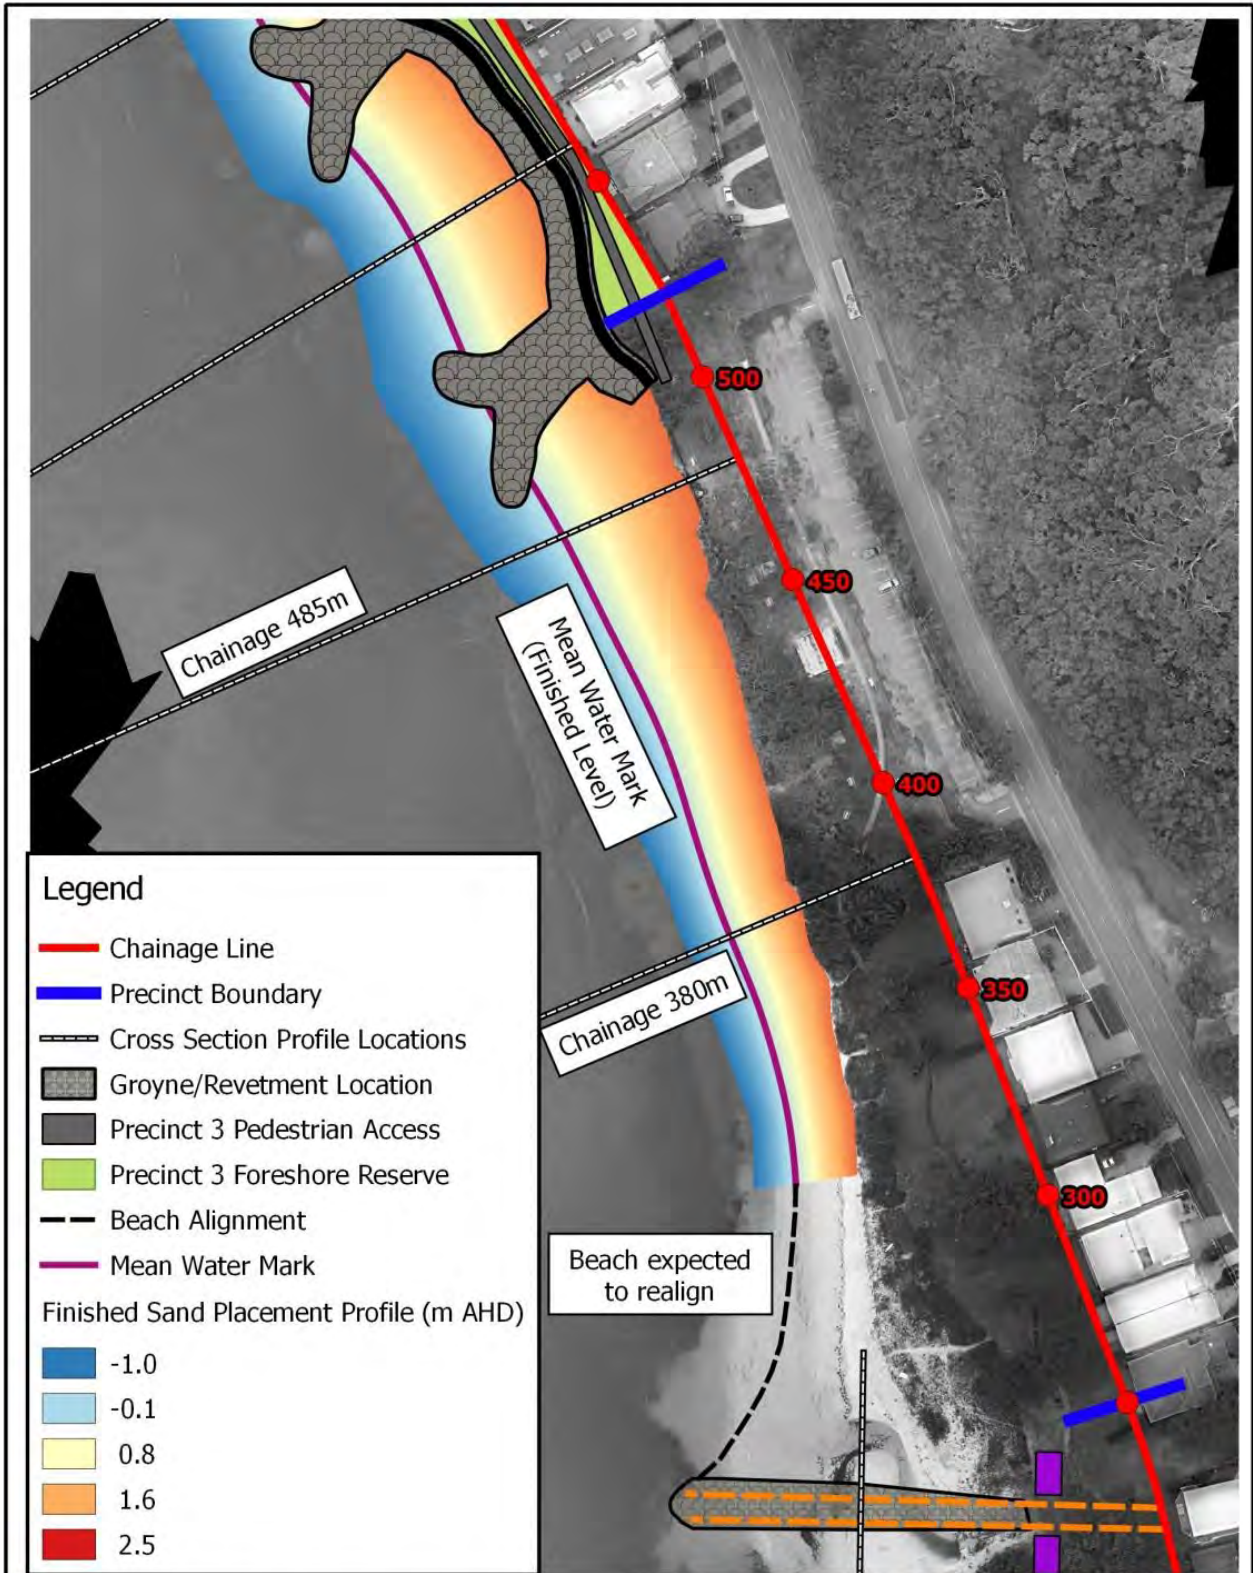 500
450
Chainage 485m
Mean Water Mark
(Finished Level)
400
Chainage 380m
350
300
Beach expected
to realign
Legend
Chainage Line
Precinct Boundary
Cross Section Profile Locations
Groyne/Revetment Location
Precinct 3 Pedestrian Access
Precinct 3 Foreshore Reserve
Beach Alignment
Mean Water Mark
Finished Sand Placement Profile (m AHD)
-1.0
-0.1
0.8
1.6
2.5